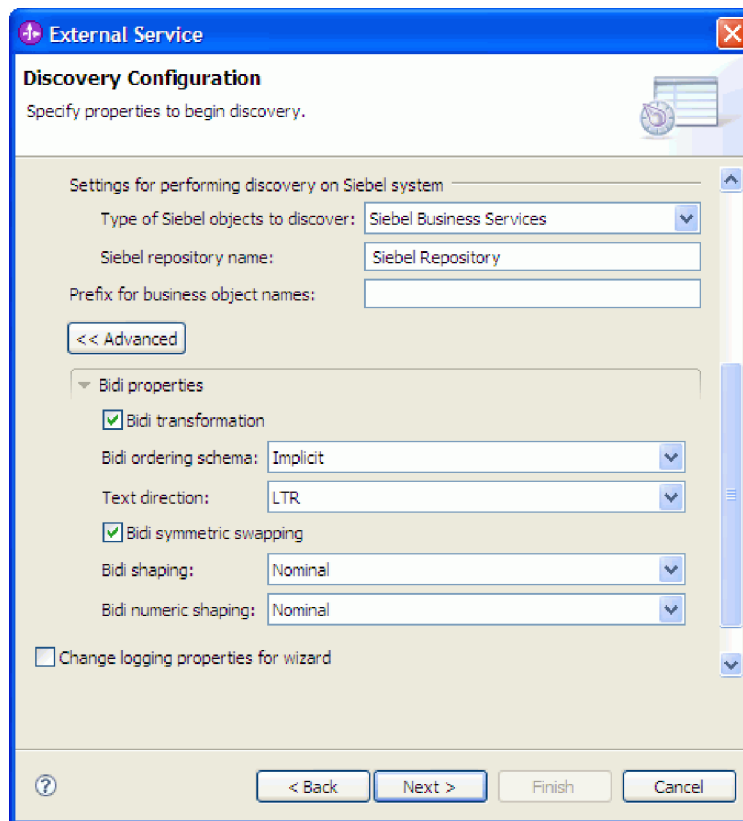 External Service
Discovery Configuration
Specify properties to begin discovery.
Settings for performing discovery on Siebel system
Type of Siebel objects to discover: Siebel Business Services
Siebel repository name: Siebel Repository
Prefix for business object names:
<< Advanced
Bidi properties
Bidi transformation
Bidi ordering schema: Implicit
Text direction: LTR
Bidi symmetric swapping
Bidi shaping: Nominal
Bidi numeric shaping: Nominal
Change logging properties for wizard
? < Back Next > Finish Cancel